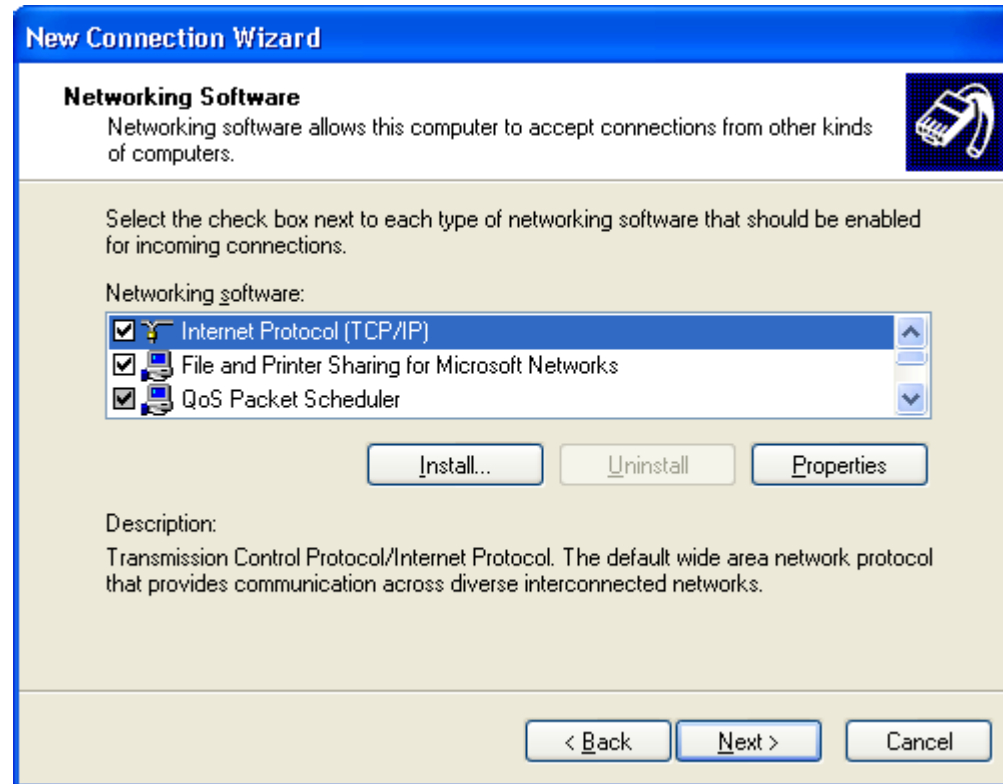 New Connection Wizard
Networking Software
Networking software allows this computer to accept connections from other kinds
of computers.
Select the check box next to each type of networking software that should be enabled
for incoming connections.
Networking software:
Internet Protocol (TCP/IP)
File and Printer Sharing for Microsoft Networks
QoS Packet Scheduler
Install... Uninstall Properties
Description:
Transmission Control Protocol/Internet Protocol. The default wide area network protocol
that provides communication across diverse interconnected networks.
< Back Next > Cancel